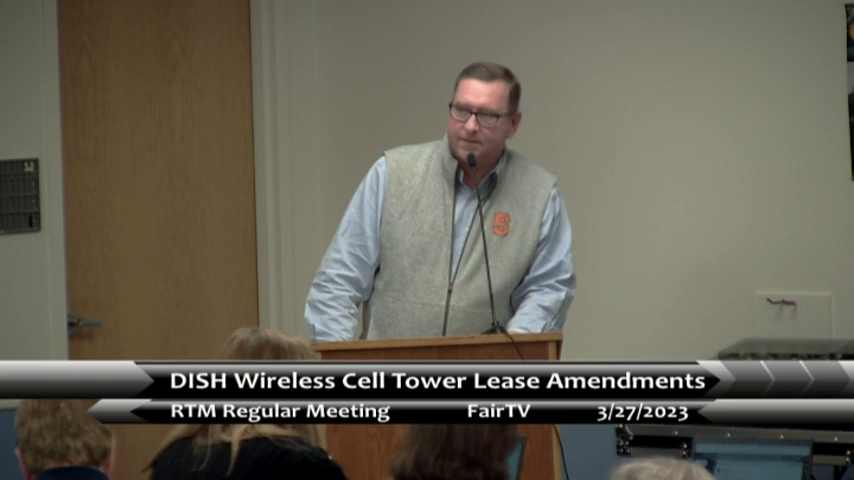 S
DISH Wireless Cell Tower Lease Amendments
RTM Regular Meeting FairTV 3/27/2023